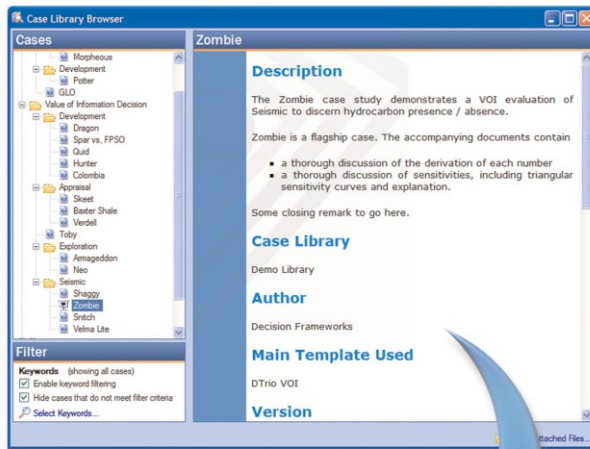 Case Library Browser
Cases
Morpheous
Development
Potter
GLO
Value of Information Decision
Development
Dragon
Spar vs, FPSO
Quid
Hunter
Colombia
Appraisal
Skeet
Baxter Shale
Verdell
Toby
Exploration
Armageddon
Neo
Seismic
Shaggy
Zombie
Snitch
Velma Lite
Filter
Keywords (showing all cases)
Enable keyword filtering
Hide cases that do not meet filter criteria
Select Keywords...
Zombie
Description
The Zombie case study demonstrates a VOI evaluation of
Seismic to discern hydrocarbon presence / absence.
Zombie is a flagship case. The accompanying documents contain
a thorough discussion of the derivation of each number
a thorough discussion of sensitivities, including triangular
sensitivity curves and explanation.
Some closing remark to go here.
Case Library
Demo Library
Author
Decision Frameworks
Main Template Used
DTrio VOI
Version
Files...